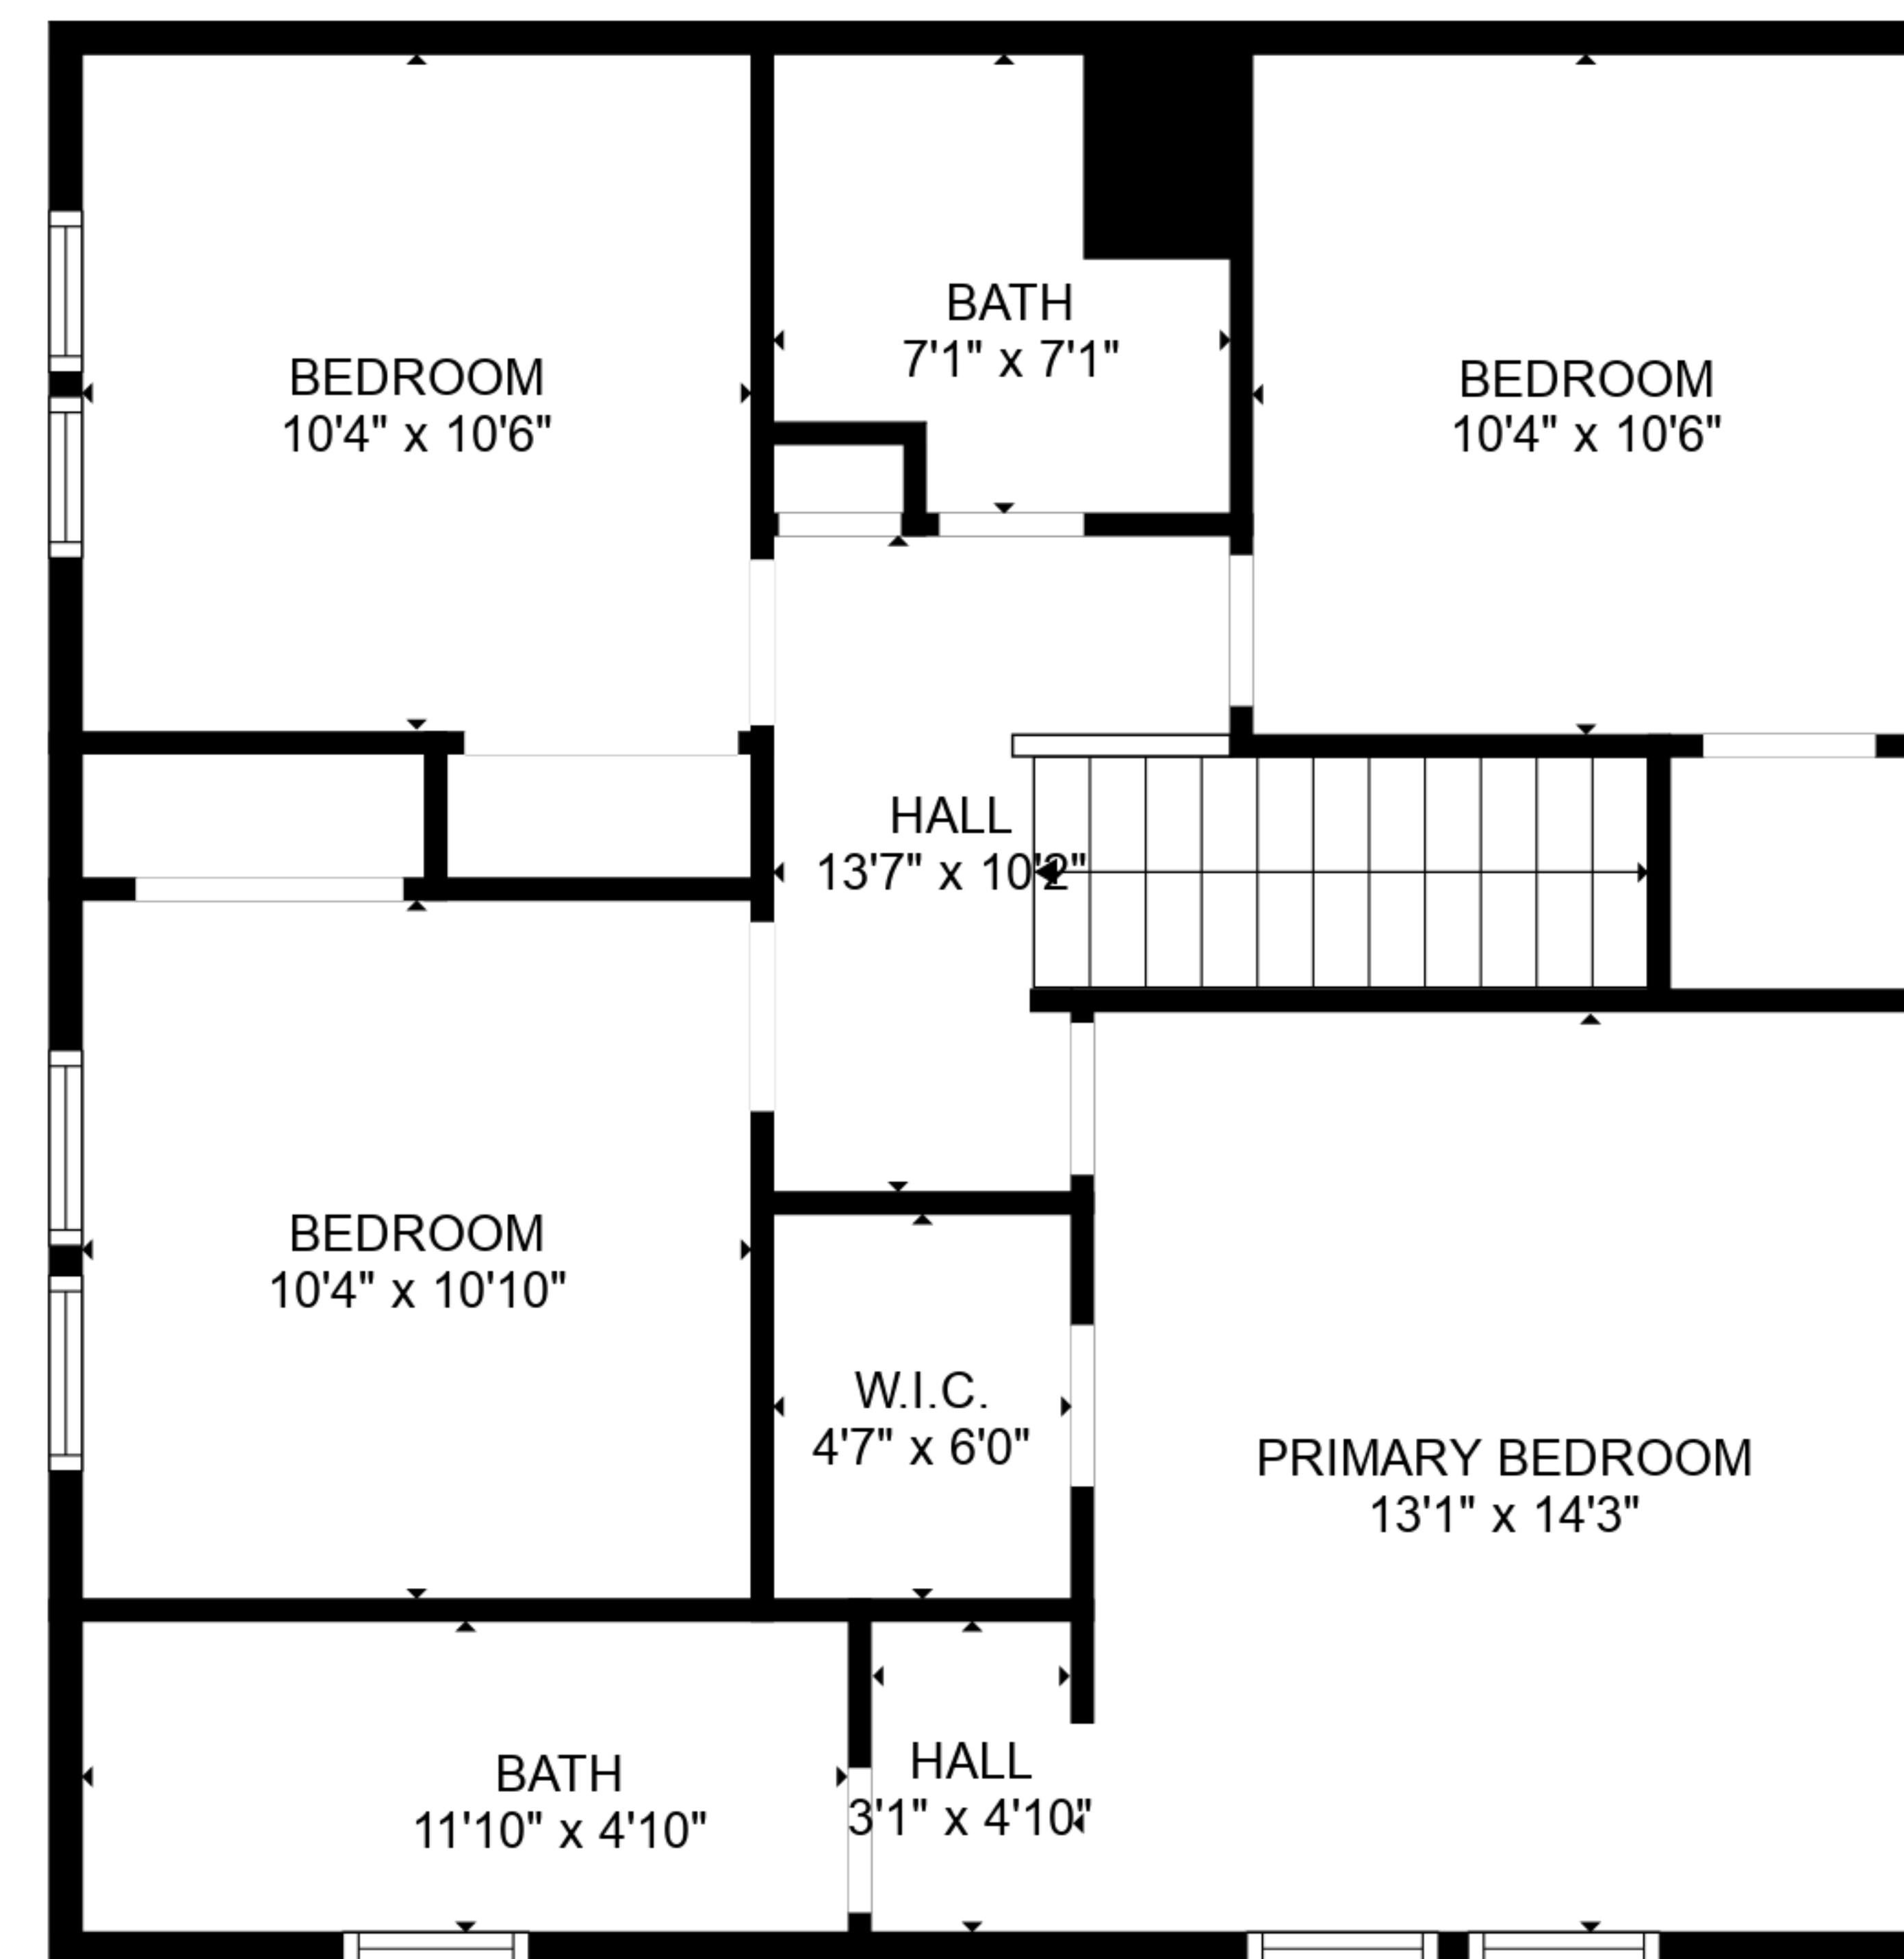 BATH
7'1" x 7'1"
BEDROOM
10'4" x 10'6"
BEDROOM
10'4" x 10'6"
HALL
13'7" x 10'2"
BEDROOM
10'4" x 10'10"
W.I.C.
4'7" x 6'0"
PRIMARY BEDROOM
13'1" x 14'3"
BATH
11'10" x 4'10"
HALL
3'1" x 4'10"